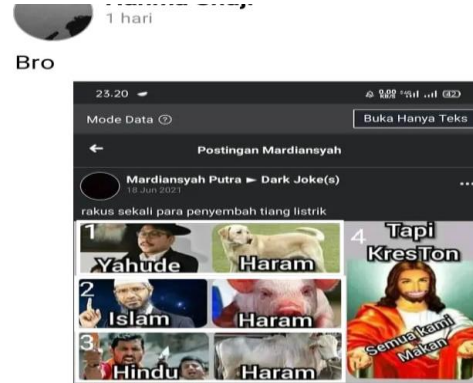 1 hari
Bro
23.20
Mode Data
Buka Hanya Teks
Postingan Mardiansyah
Mardiansyah Putra ► Dark Joke(s)
18 Jun 2021
rakus sekali para penyembah tiang listrik
1
Yahude
Haram
2
Islam
Haram
3
Hindu
Haram
4
Tapi
KresTon
Semua kami
Makan